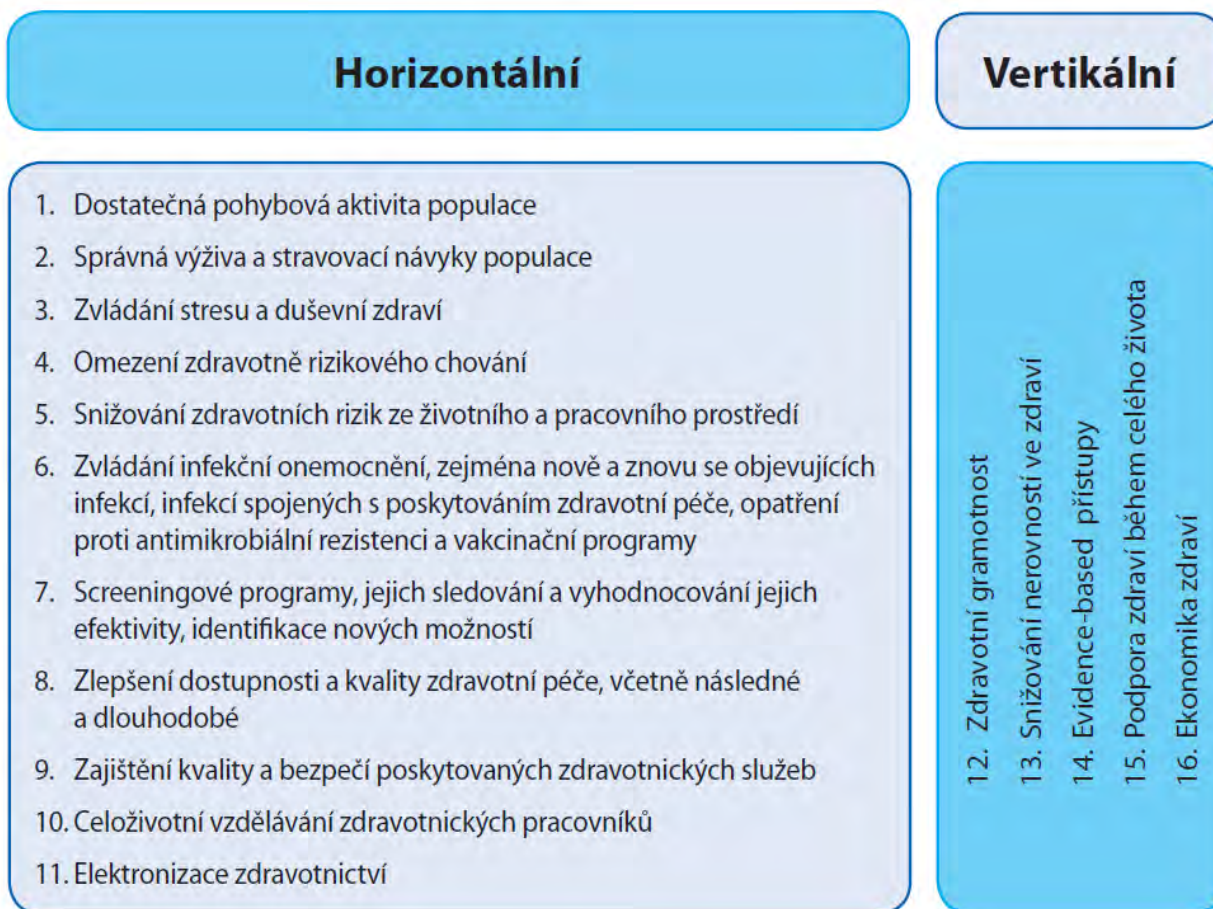 Horizontální
Vertikální
1. Dostatečná pohybová aktivita populace
2. Správná výživa a stravovací návyky populace
3. Zvládání stresu a duševní zdraví
4. Omezení zdravotně rizikového chování
5. Snižování zdravotních rizik ze životního a pracovního prostředí
6. Zvládání infekční onemocnění, zejména nově a znovu se objevujících
infekcí, infekcí spojených s poskytováním zdravotní péče, opatření
proti antimikrobiální rezistenci a vakcinační programy
7. Screeningové programy, jejich sledování a vyhodnocování jejich
efektivity, identifikace nových možností
8. Zlepšení dostupnosti a kvality zdravotní péče, včetně následné
a dlouhodobé
9. Zajištění kvality a bezpečí poskytovaných zdravotnických služeb
10. Celoživotní vzdělávání zdravotnických pracovníků
11. Elektronizace zdravotnictví
12. Zdravotní gramotnost
13. Snižování nerovností ve zdraví
14. Evidence-based přístupy
15. Podpora zdraví během celého života
16. Ekonomika zdraví